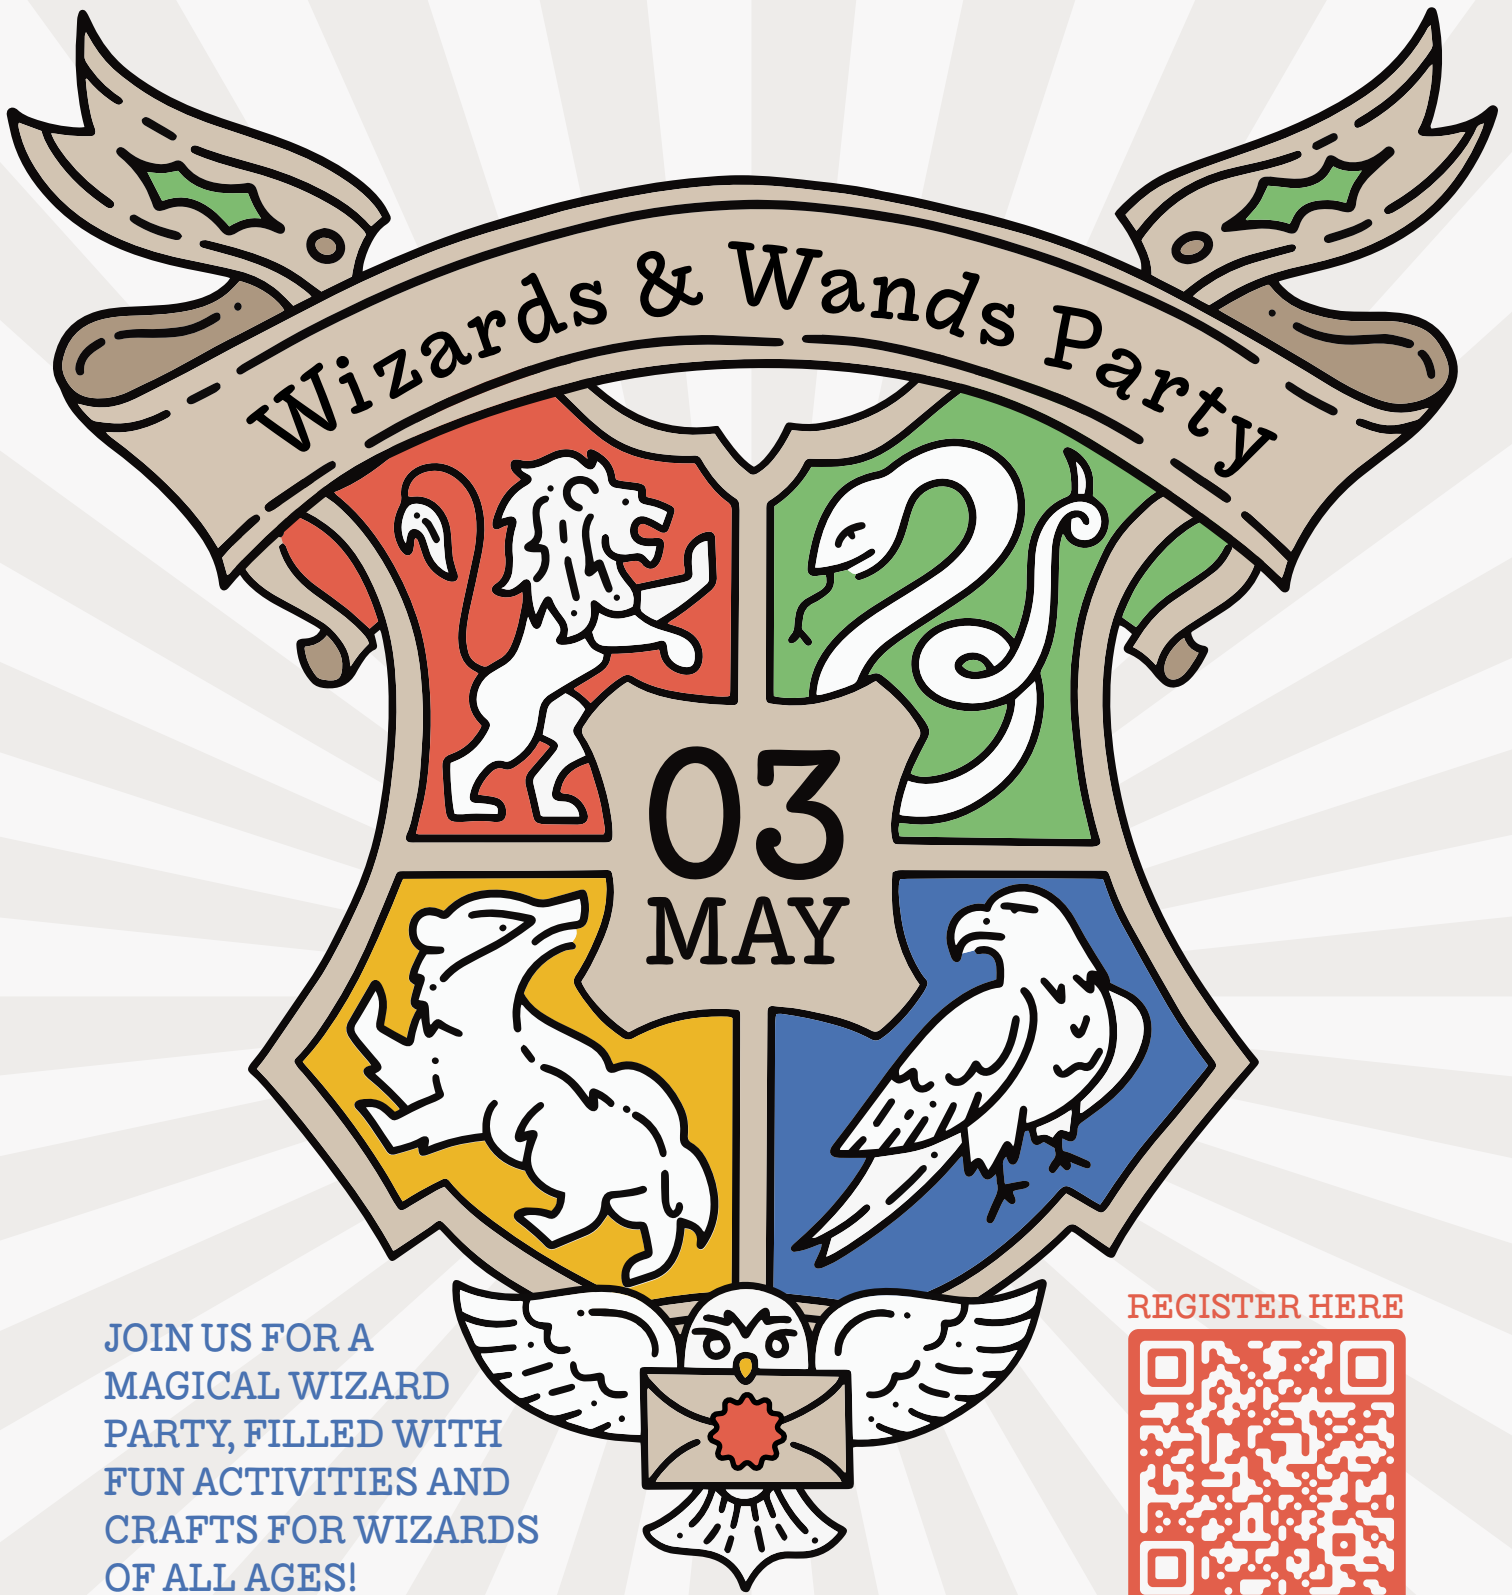 Wizards & Wands Party
03
MAY
JOIN US FOR A
MAGICAL WIZARD
PARTY, FILLED WITH
FUN ACTIVITIES AND
CRAFTS FOR WIZARDS
OF ALL AGES!
REGISTER HERE